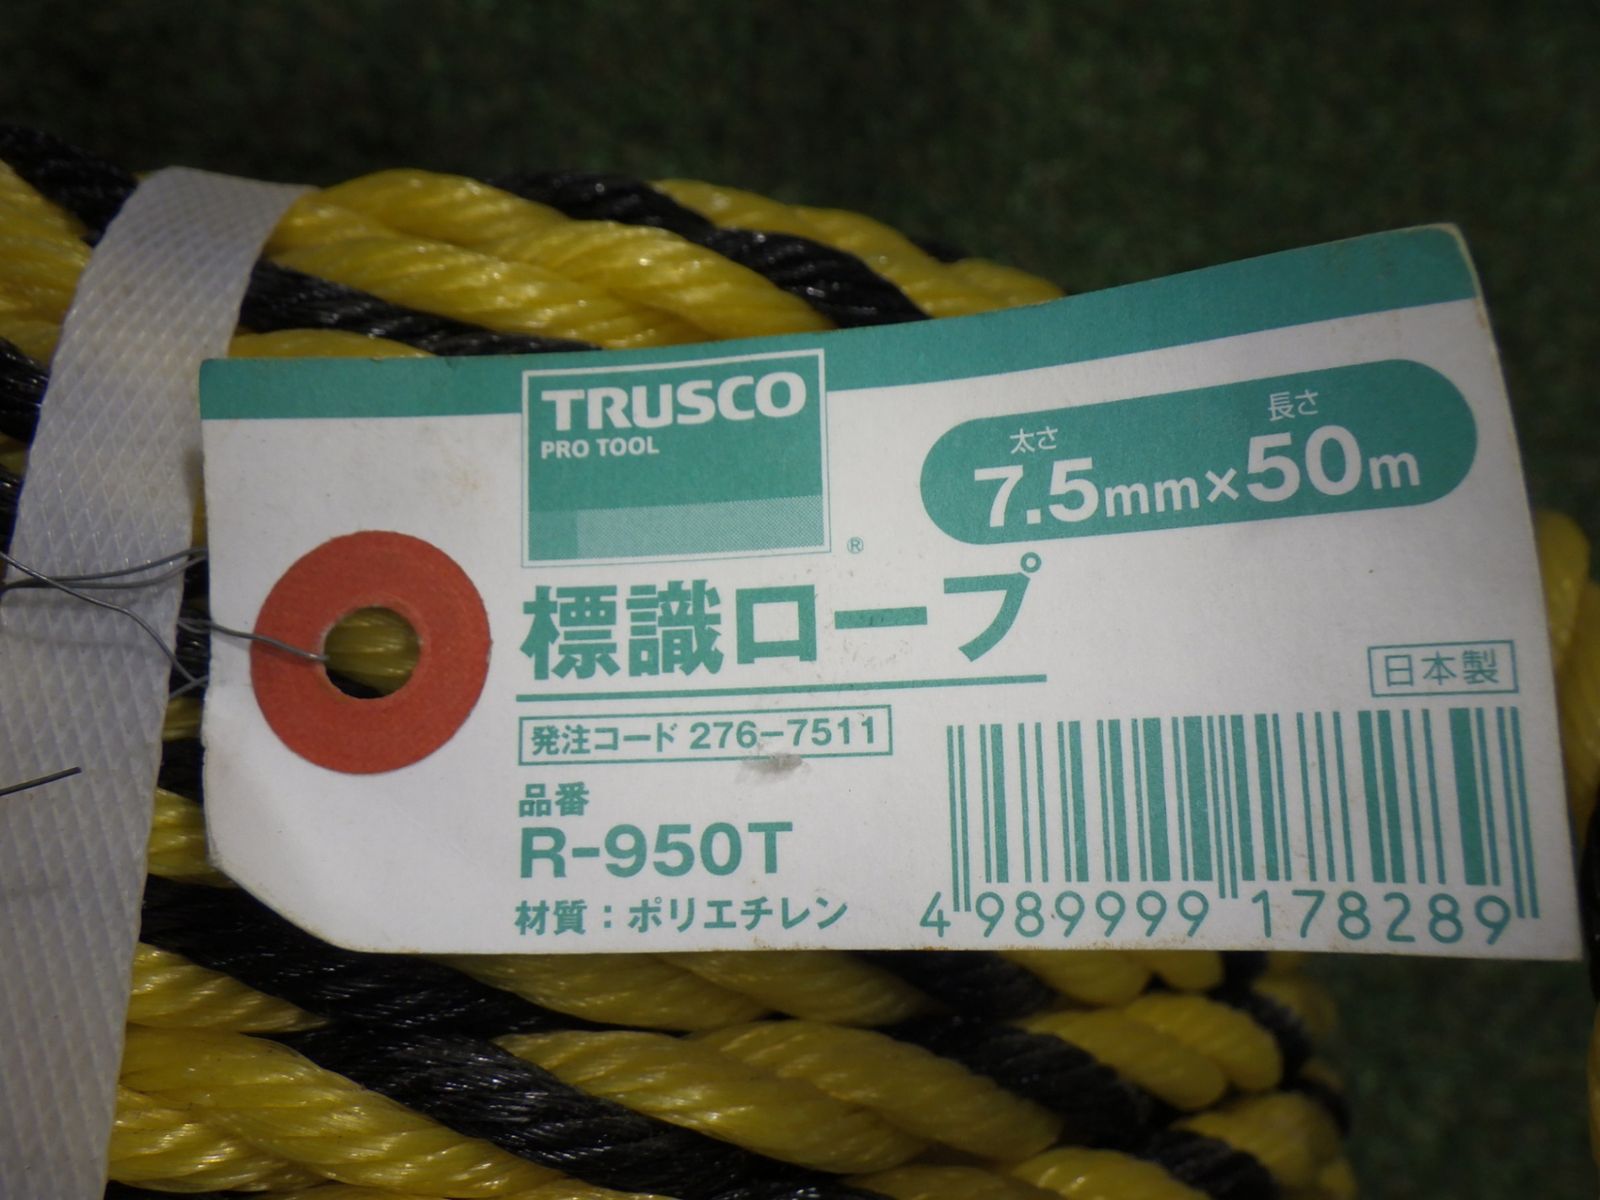 TRUSCO
PRO TOOL
®
太さ 長さ
7.5mm×50m
標識ロープ
日本製
発注コード 276-7511
品番
R-950T
材質：ポリエチレン
4 989999 178289